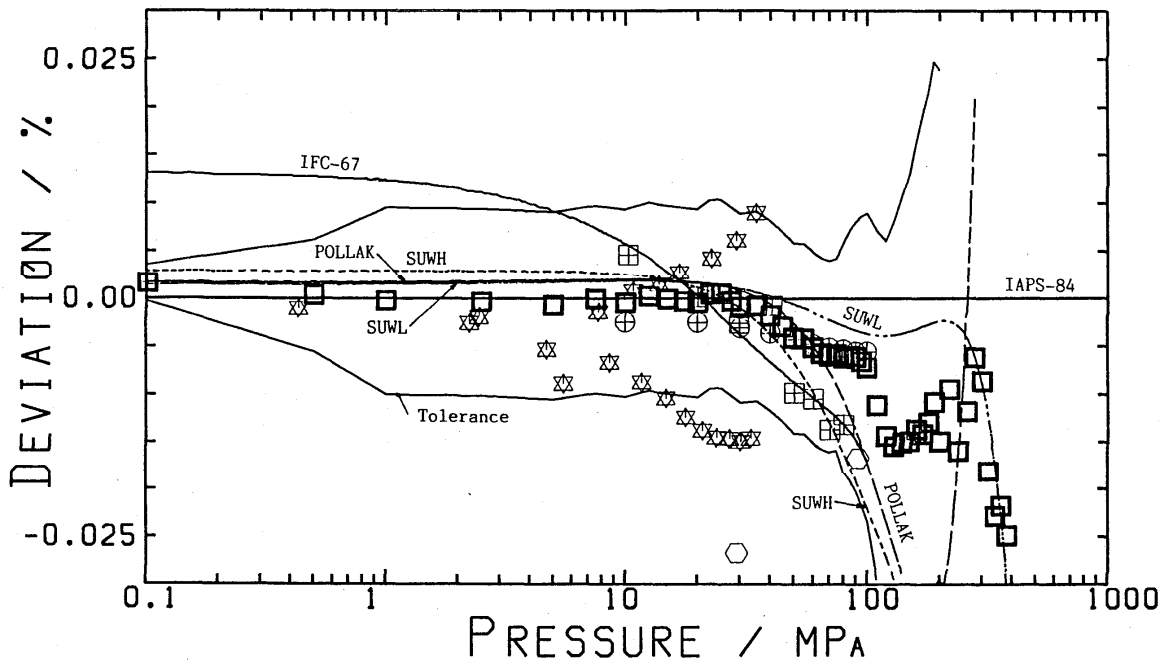 0.025
DEVIATION / %
IFC-67
POLLAK
SUWH
0.00
IAPS-84
SUWL
SUWL
Tolerance
POLLAK
SUWH
-0.025
0.1
1
10
100
1000
PRESSURE / MPA